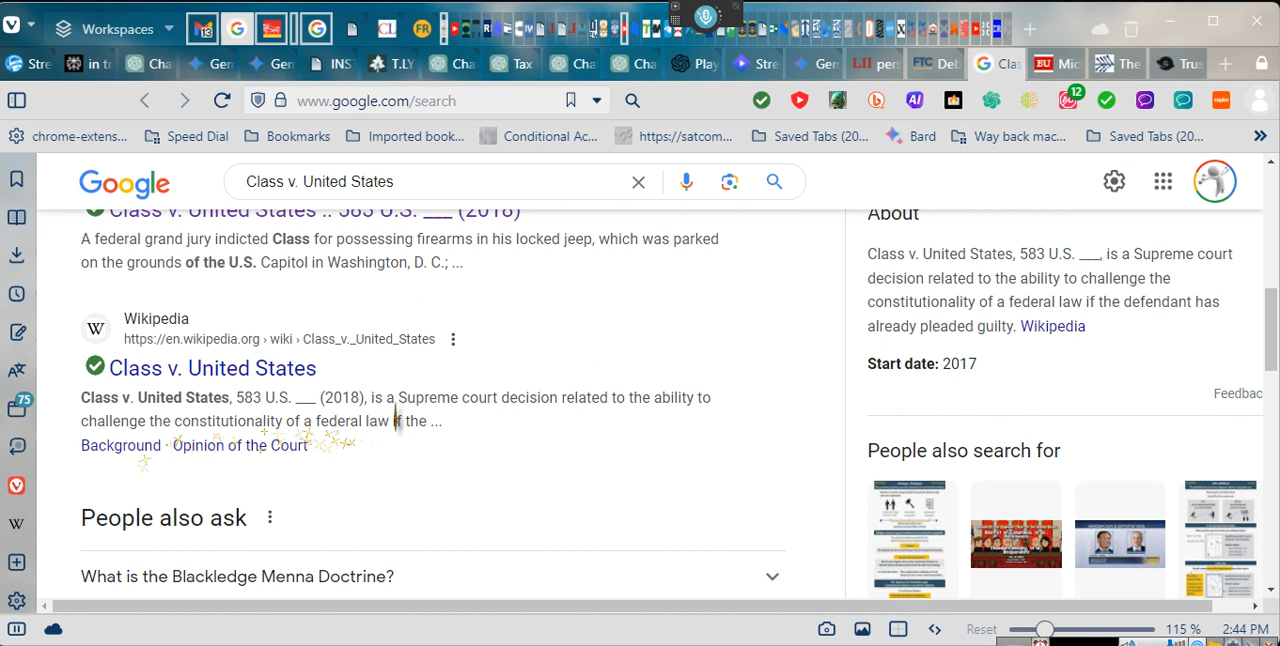 Workspaces
13
G
G
CL
FR
Stre
in t
Cha
Gen
Gen
INS
T.LY
Cha
Tax
Cha
Cha
Play
Stre
Gen
LII
per
FTC
Deb
Clas
BU
Mic
The
Trus
www.google.com/search
AI
12
chrome-extens...
Speed Dial
Bookmarks
Imported book...
Conditional Ac...
https://satcom...
Saved Tabs (20...
Bard
Way back mac...
Saved Tabs (20...
Google
Class v. United States
Class v. United States :: 583 U.S. ___ (2018)
A federal grand jury indicted Class for possessing firearms in his locked jeep, which was parked
on the grounds of the U.S. Capitol in Washington, D. C.; ...
W
Wikipedia
https://en.wikipedia.org › wiki › Class_v._United_States
Class v. United States
Class v. United States, 583 U.S. ___ (2018), is a Supreme court decision related to the ability to
challenge the constitutionality of a federal law if the ...
Background · Opinion of the Court
People also ask
What is the Blackledge Menna Doctrine?
About
Class v. United States, 583 U.S. ___, is a Supreme court
decision related to the ability to challenge the
constitutionality of a federal law if the defendant has
already pleaded guilty. Wikipedia
Start date: 2017
Feedbac
People also search for
75
W
Reset
115 %
2:44 PM